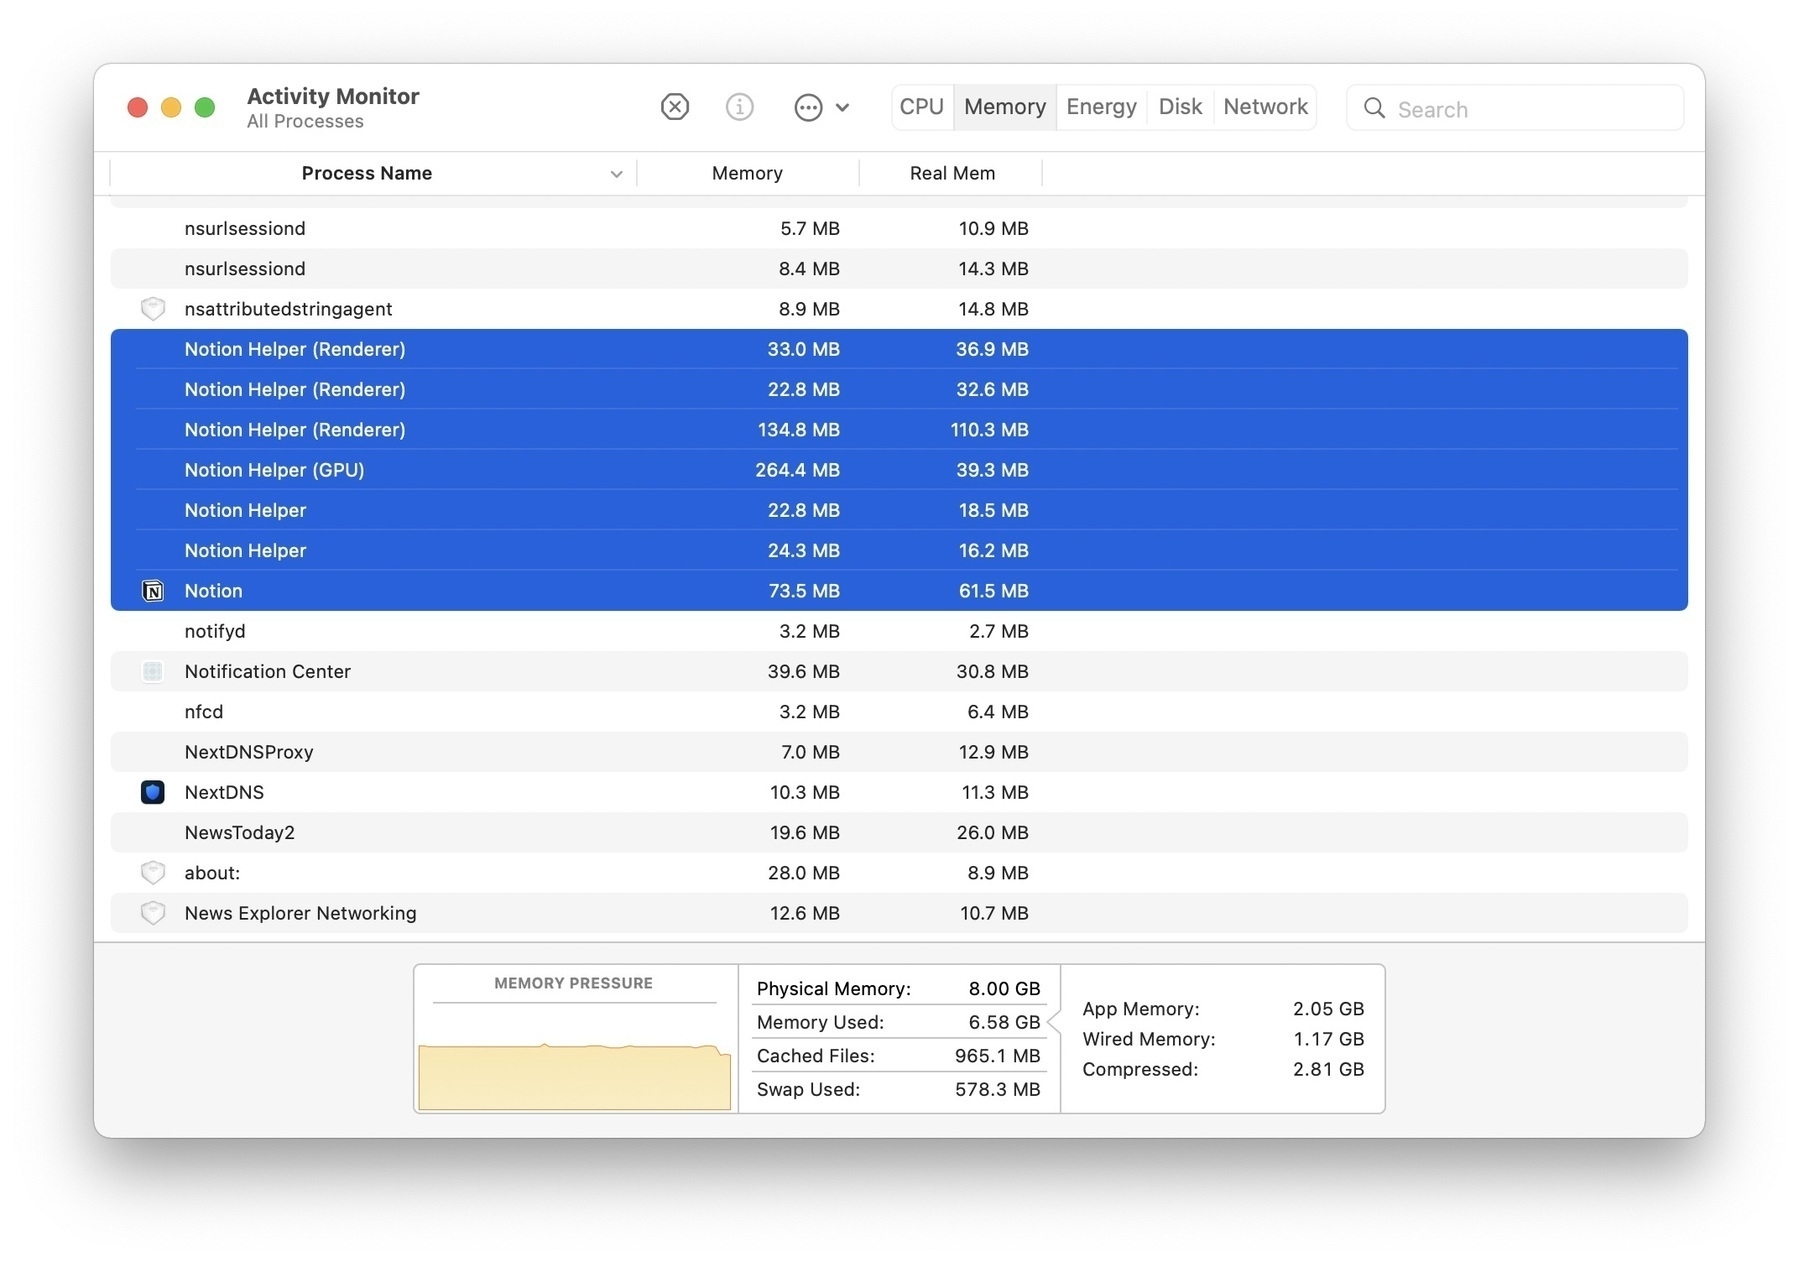 Activity Monitor
All Processes
CPU Memory Energy Disk Network
Search
Process Name Memory Real Mem
nsurlsessiond 5.7 MB 10.9 MB
nsurlsessiond 8.4 MB 14.3 MB
nsattributedstringagent 8.9 MB 14.8 MB
Notion Helper (Renderer) 33.0 MB 36.9 MB
Notion Helper (Renderer) 22.8 MB 32.6 MB
Notion Helper (Renderer) 134.8 MB 110.3 MB
Notion Helper (GPU) 264.4 MB 39.3 MB
Notion Helper 22.8 MB 18.5 MB
Notion Helper 24.3 MB 16.2 MB
N Notion 73.5 MB 61.5 MB
notifyd 3.2 MB 2.7 MB
Notification Center 39.6 MB 30.8 MB
nfcd 3.2 MB 6.4 MB
NextDNSProxy 7.0 MB 12.9 MB
NextDNS 10.3 MB 11.3 MB
NewsToday2 19.6 MB 26.0 MB
about: 28.0 MB 8.9 MB
News Explorer Networking 12.6 MB 10.7 MB
MEMORY PRESSURE
Physical Memory: 8.00 GB
Memory Used: 6.58 GB
Cached Files: 965.1 MB
Swap Used: 578.3 MB
App Memory: 2.05 GB
Wired Memory: 1.17 GB
Compressed: 2.81 GB